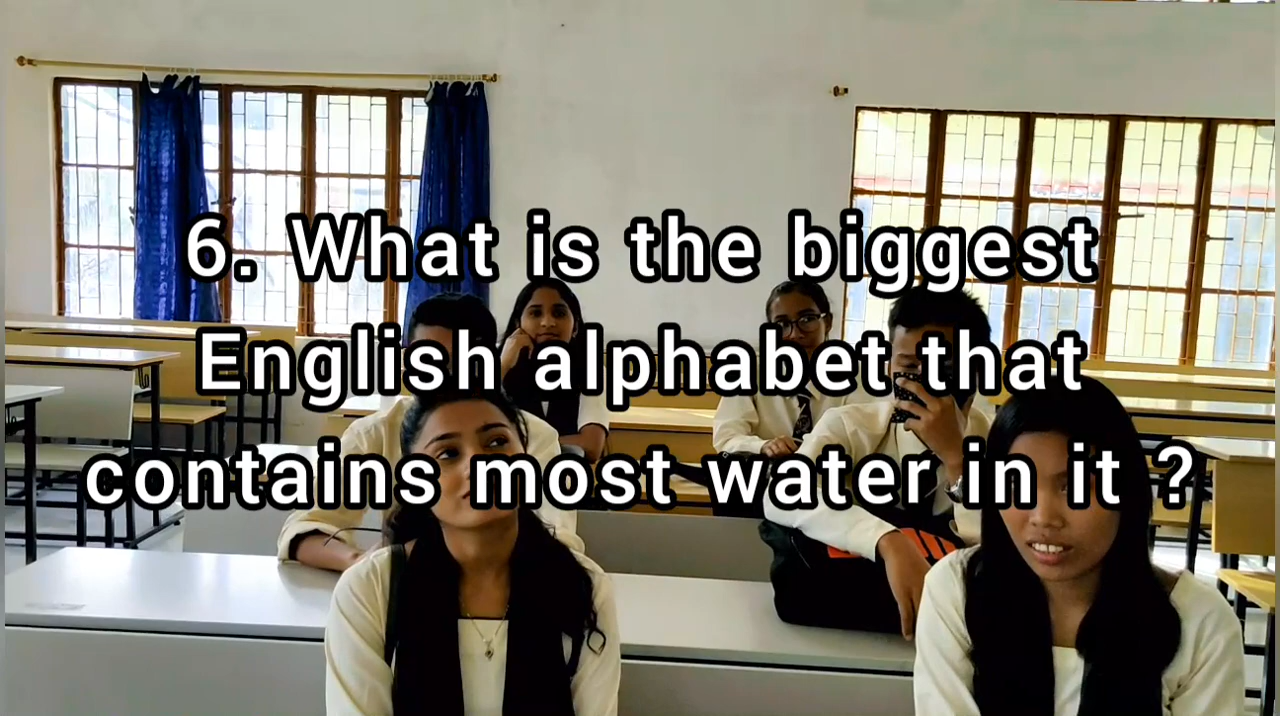 6. What is the biggest
English alphabet that
contains most water in it ?